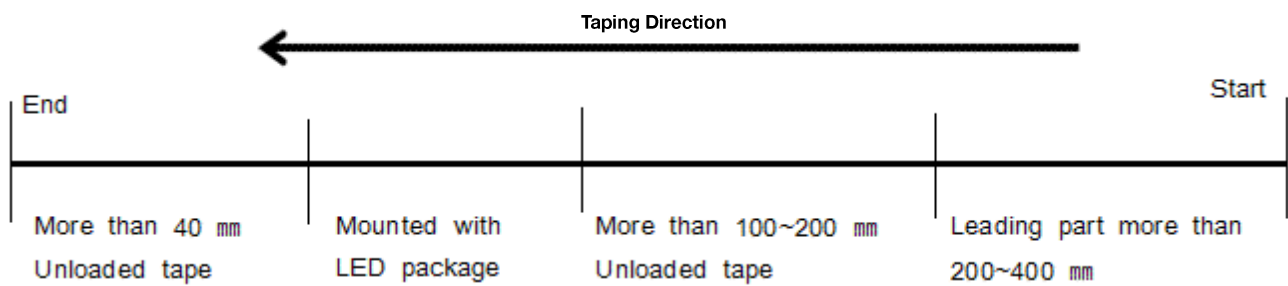 Taping Direction
End
Start
More than 40 ㎜
Unloaded tape
Mounted with
LED package
More than 100~200 ㎜
Unloaded tape
Leading part more than
200~400 ㎜